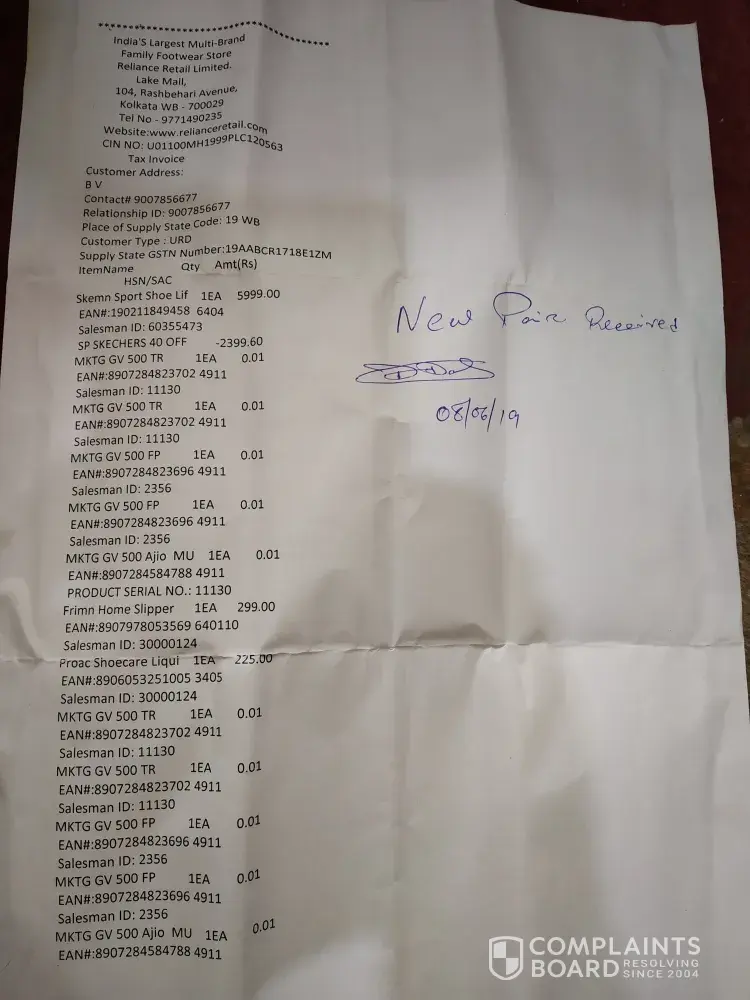 India'S Largest Multi-Brand
Family Footwear Store
Reliance Retail Limited.
Lake Mall,
104, Rashbehari Avenue,
Kolkata WB - 700029
Tel No - 9771490235
Website:www.relianceretail.com
CIN NO: U01100MH1999PLC120563
Tax Invoice
Customer Address:
B V
Contact# 9007856677
Relationship ID: 9007856677
Place of Supply State Code: 19 WB
Customer Type : URD
Supply State GSTN Number:19AABCR1718E1ZM
ItemName Qty Amt(Rs)
HSN/SAC
Skemn Sport Shoe Lif 1EA 5999.00
EAN#:190211849458 6404
Salesman ID: 60355473
SP SKECHERS 40 OFF -2399.60
MKTG GV 500 TR 1EA 0.01
EAN#:8907284823702 4911
Salesman ID: 11130
MKTG GV 500 TR 1EA 0.01
EAN#:8907284823702 4911
Salesman ID: 11130
MKTG GV 500 FP 1EA 0.01
EAN#:8907284823696 4911
Salesman ID: 2356
MKTG GV 500 FP 1EA 0.01
EAN#:8907284823696 4911
Salesman ID: 2356
MKTG GV 500 Ajio MU 1EA 0.01
EAN#:8907284584788 4911
PRODUCT SERIAL NO.: 11130
Frimn Home Slipper 1EA 299.00
EAN#:8907978053569 640110
Salesman ID: 30000124
Proac Shoecare Liqui 1EA 225.00
EAN#:8906053251005 3405
Salesman ID: 30000124
MKTG GV 500 TR 1EA 0.01
EAN#:8907284823702 4911
Salesman ID: 11130
MKTG GV 500 TR 1EA 0.01
EAN#:8907284823702 4911
Salesman ID: 11130
MKTG GV 500 FP 1EA 0.01
EAN#:8907284823696 4911
Salesman ID: 2356
MKTG GV 500 FP 1EA 0.01
EAN#:8907284823696 4911
Salesman ID: 2356
MKTG GV 500 Ajio MU 1EA 0.01
EAN#:8907284584788 4911
New Pair Received
08/06/19
COMPLAINTS
BOARD RESOLVING
SINCE 2004